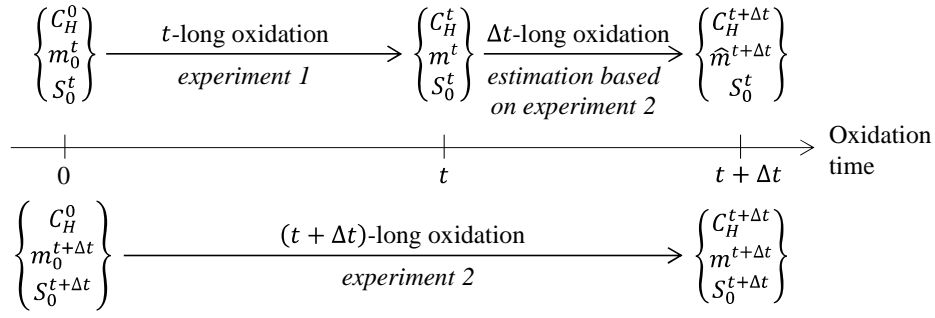 C_H^0
m_0^t
S_0^t
t-long oxidation
experiment 1
C_H^t
m^t
S_0^t
Δt-long oxidation
estimation based
on experiment 2
C_H^{t+Δt}
m̂^{t+Δt}
S_0^t
Oxidation
time
0
t
t + Δt
C_H^0
m_0^{t+Δt}
S_0^{t+Δt}
(t + Δt)-long oxidation
experiment 2
C_H^{t+Δt}
m^{t+Δt}
S_0^{t+Δt}